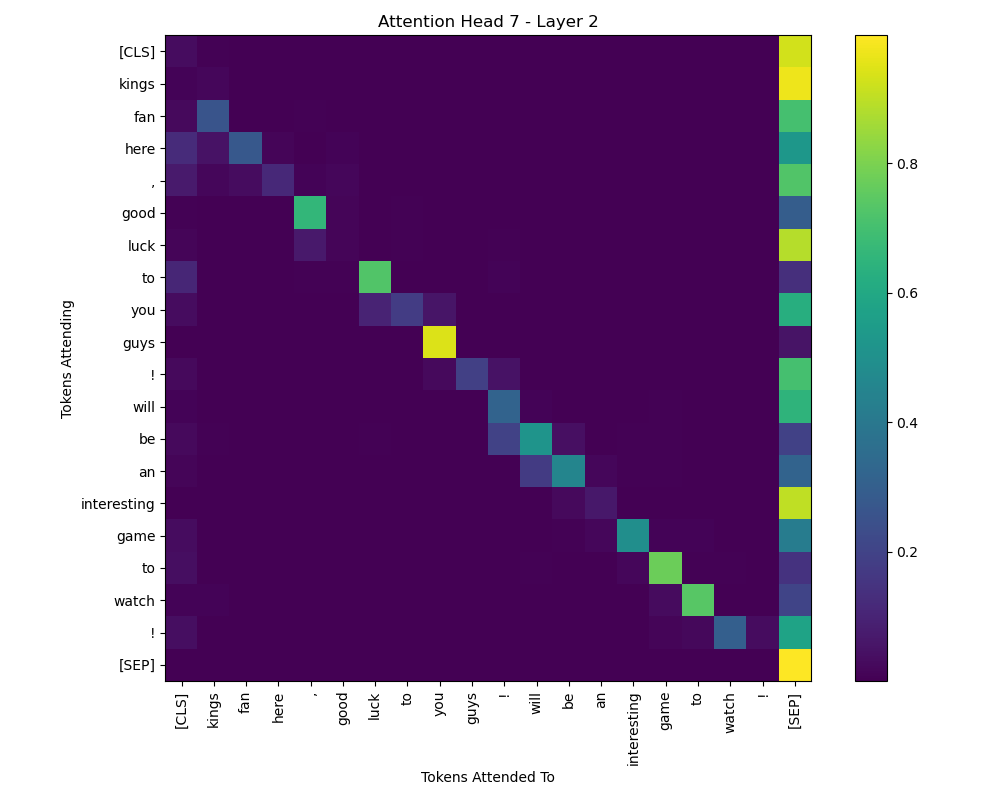 Attention Head 7 - Layer 2
[CLS]
kings
fan
here
,
good
luck
to
you
guys
!
will
be
an
interesting
game
to
watch
!
[SEP]
Tokens Attending
[CLS]
kings
fan
here
,
good
luck
to
you
guys
!
will
be
an
interesting
game
to
watch
!
[SEP]
Tokens Attended To
0.8
0.6
0.4
0.2